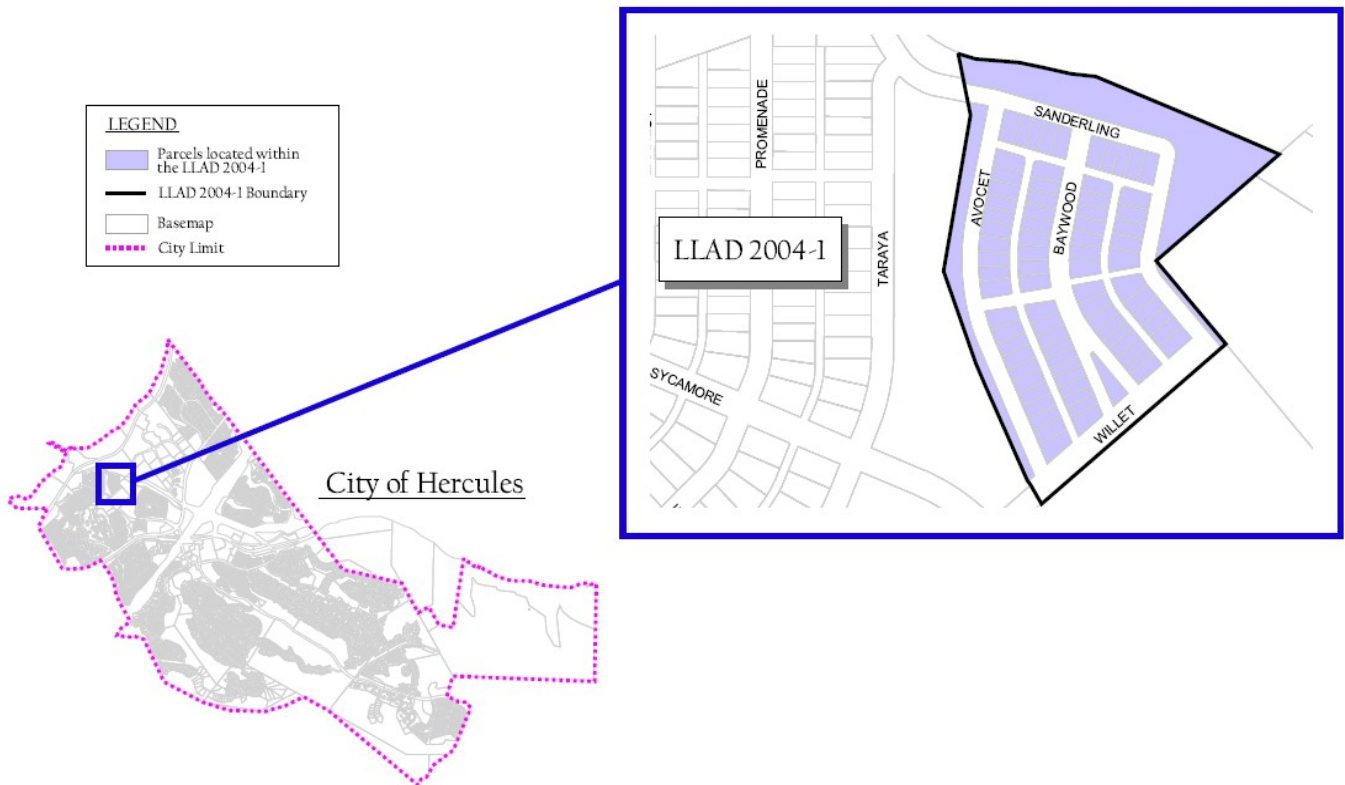 LEGEND
Parcels located within
the LLAD 2004-1
LLAD 2004-1 Boundary
Basemap
City Limit
City of Hercules
LLAD 2004-1
PROMENADE
TARAYA
SYCAMORE
SANDERLING
AVOCET
BAYWOOD
WILLET